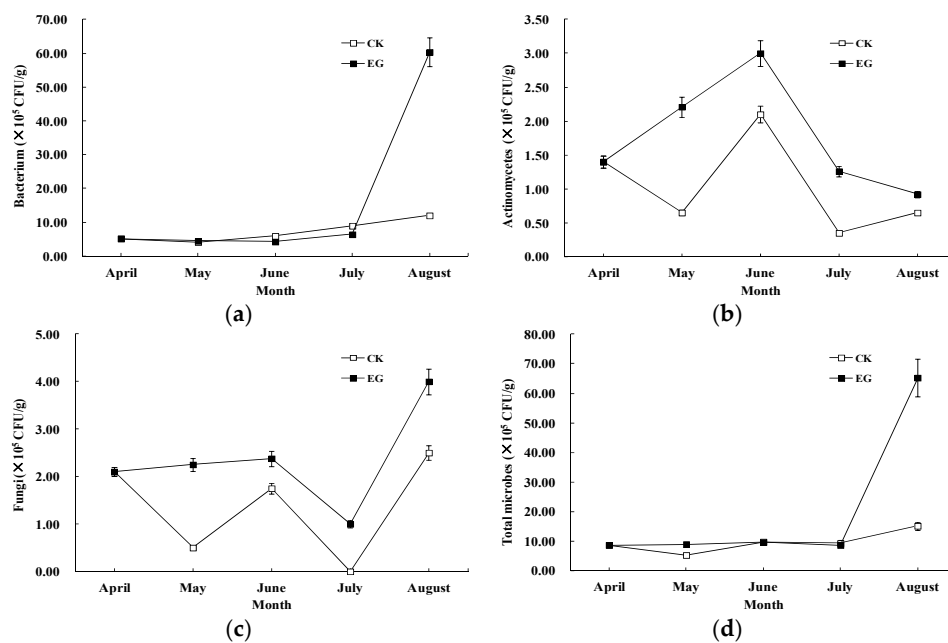 70.00
60.00
50.00
40.00
30.00
20.00
10.00
0.00
Bacterium (×10⁵ CFU/g)
CK
EG
April May June July August
Month
(a)
3.50
3.00
2.50
2.00
1.50
1.00
0.50
0.00
Actinomycetes (×10⁵ CFU/g)
CK
EG
April May June July August
Month
(b)
5.00
4.00
3.00
2.00
1.00
0.00
Fungi (×10⁵ CFU/g)
CK
EG
April May June July August
Month
(c)
80.00
70.00
60.00
50.00
40.00
30.00
20.00
10.00
0.00
Total microbes (×10⁵ CFU/g)
CK
EG
April May June July August
Month
(d)